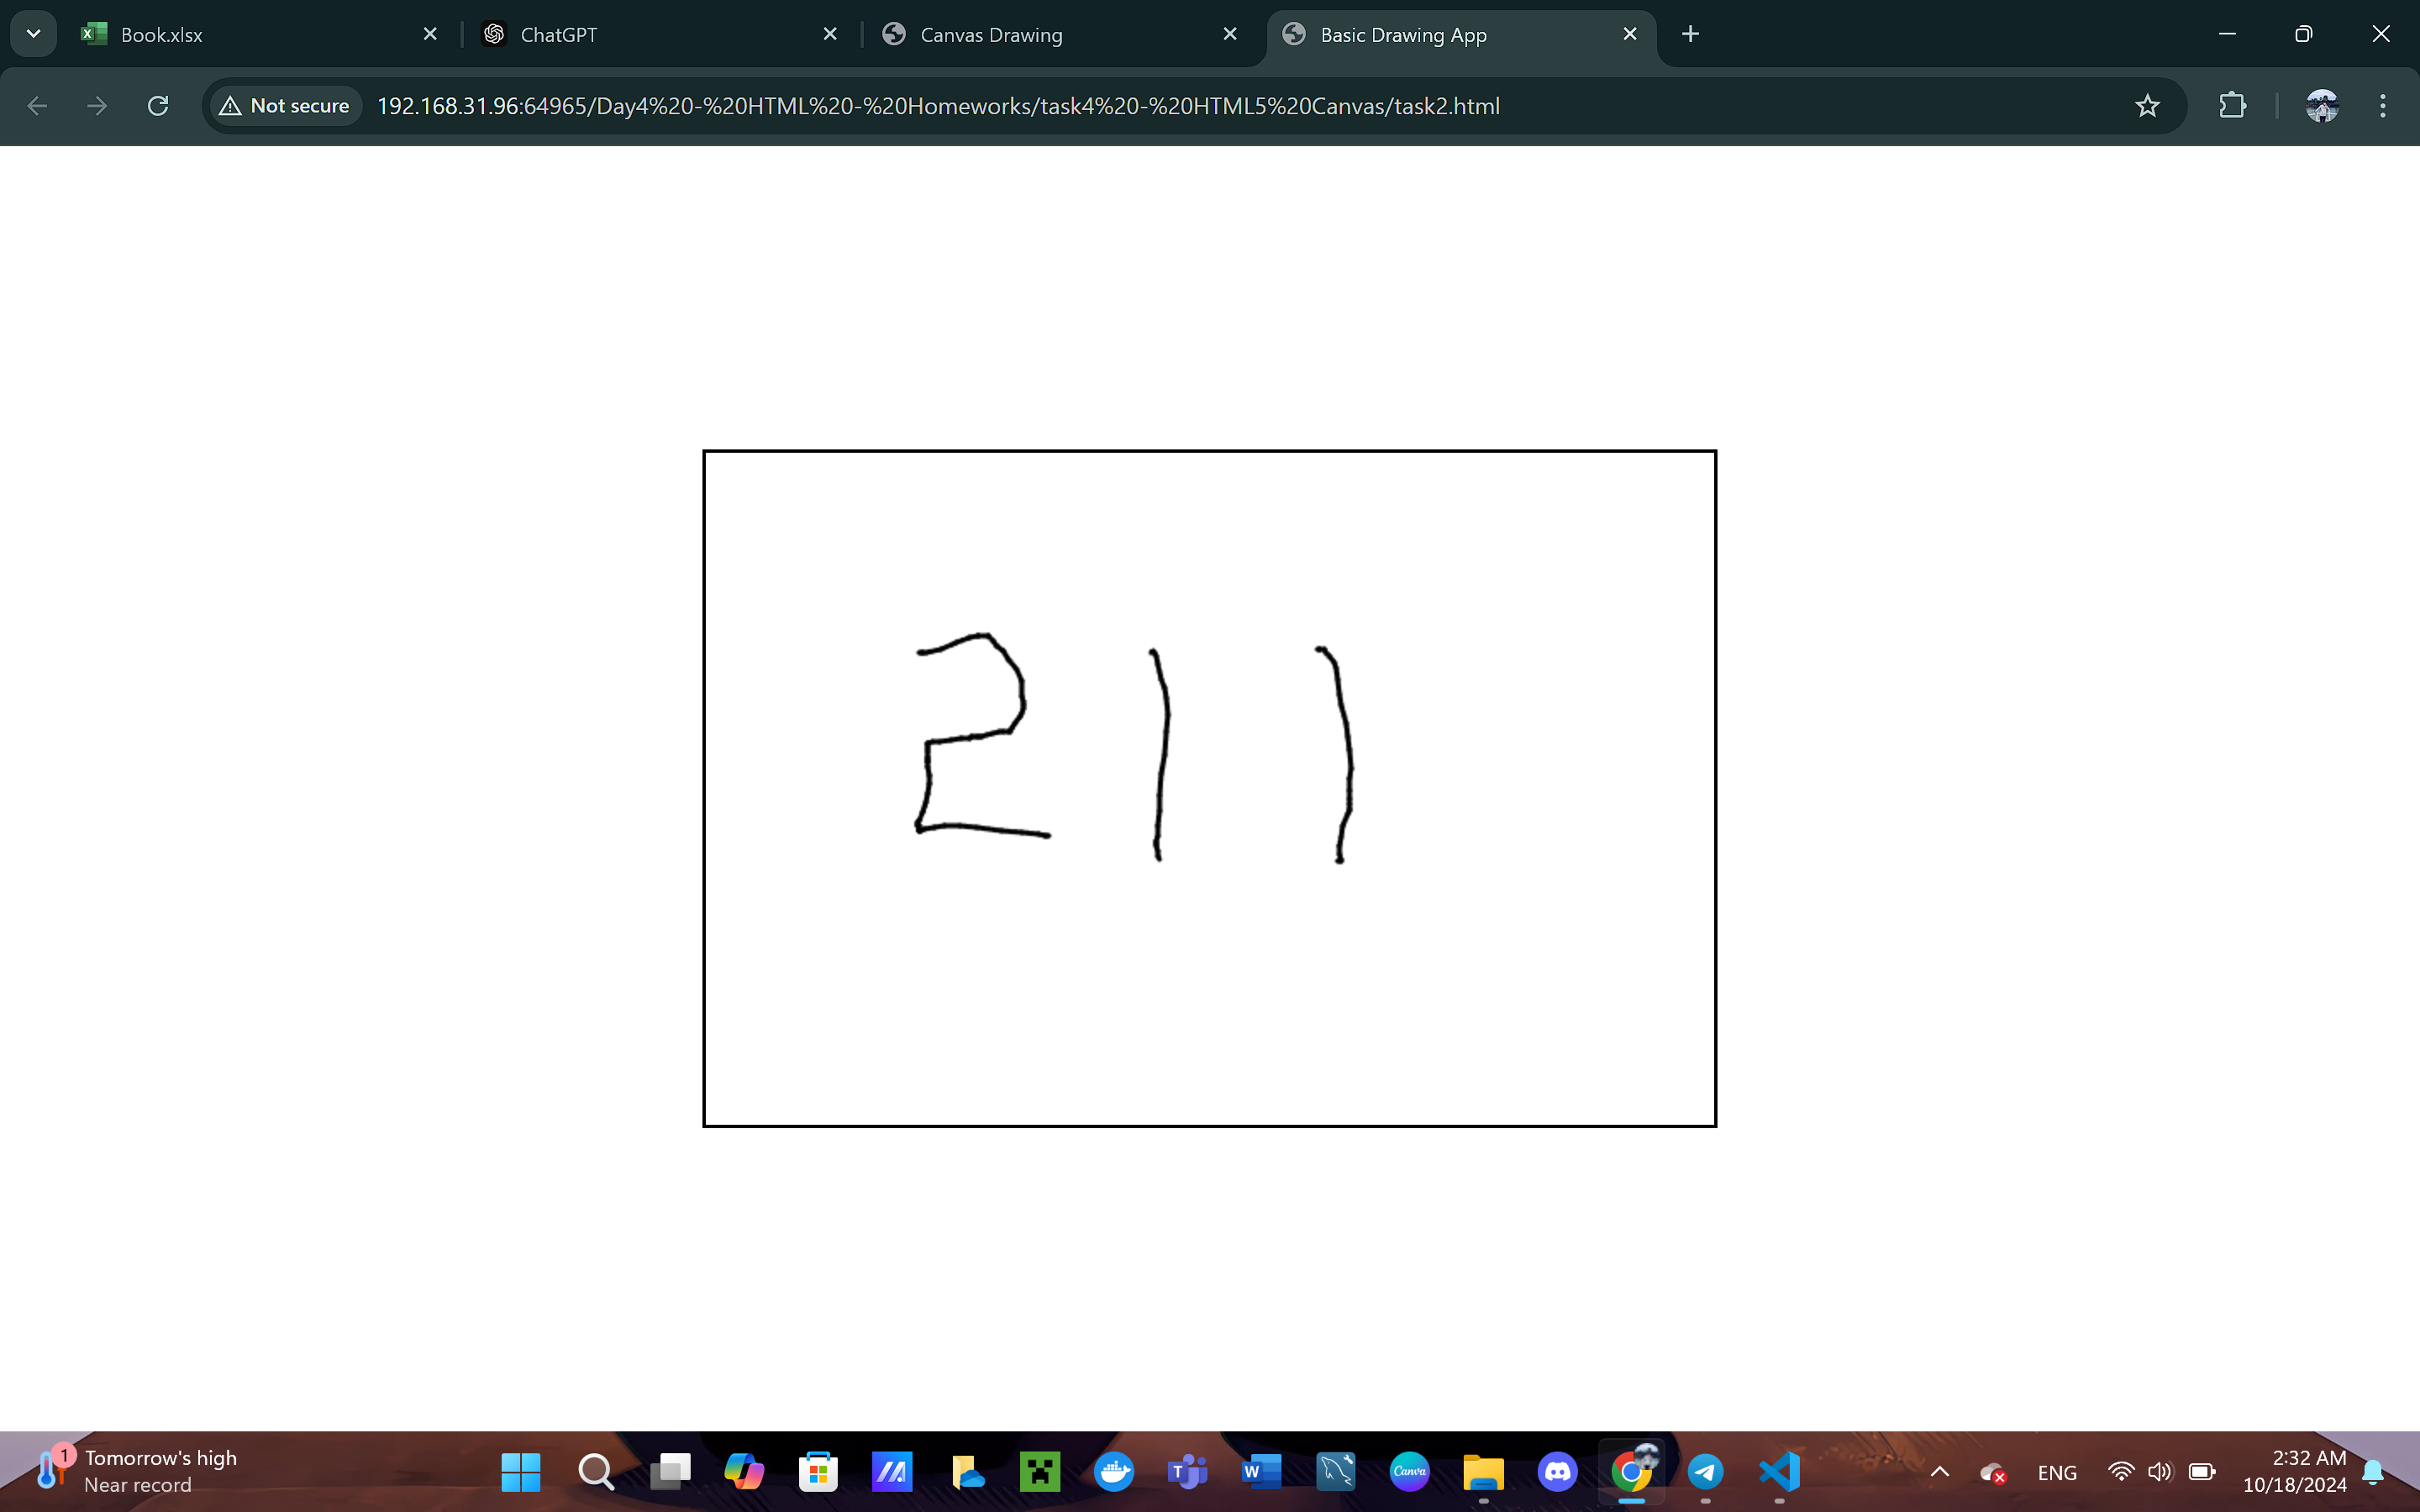 Book.xlsx ChatGPT Canvas Drawing Basic Drawing App
Not secure 192.168.31.96:64965/Day4%20-%20HTML%20-%20Homeworks/task4%20-%20HTML5%20Canvas/task2.html
211
1 Tomorrow's high
Near record
T W Canva
ENG
2:32 AM
10/18/2024